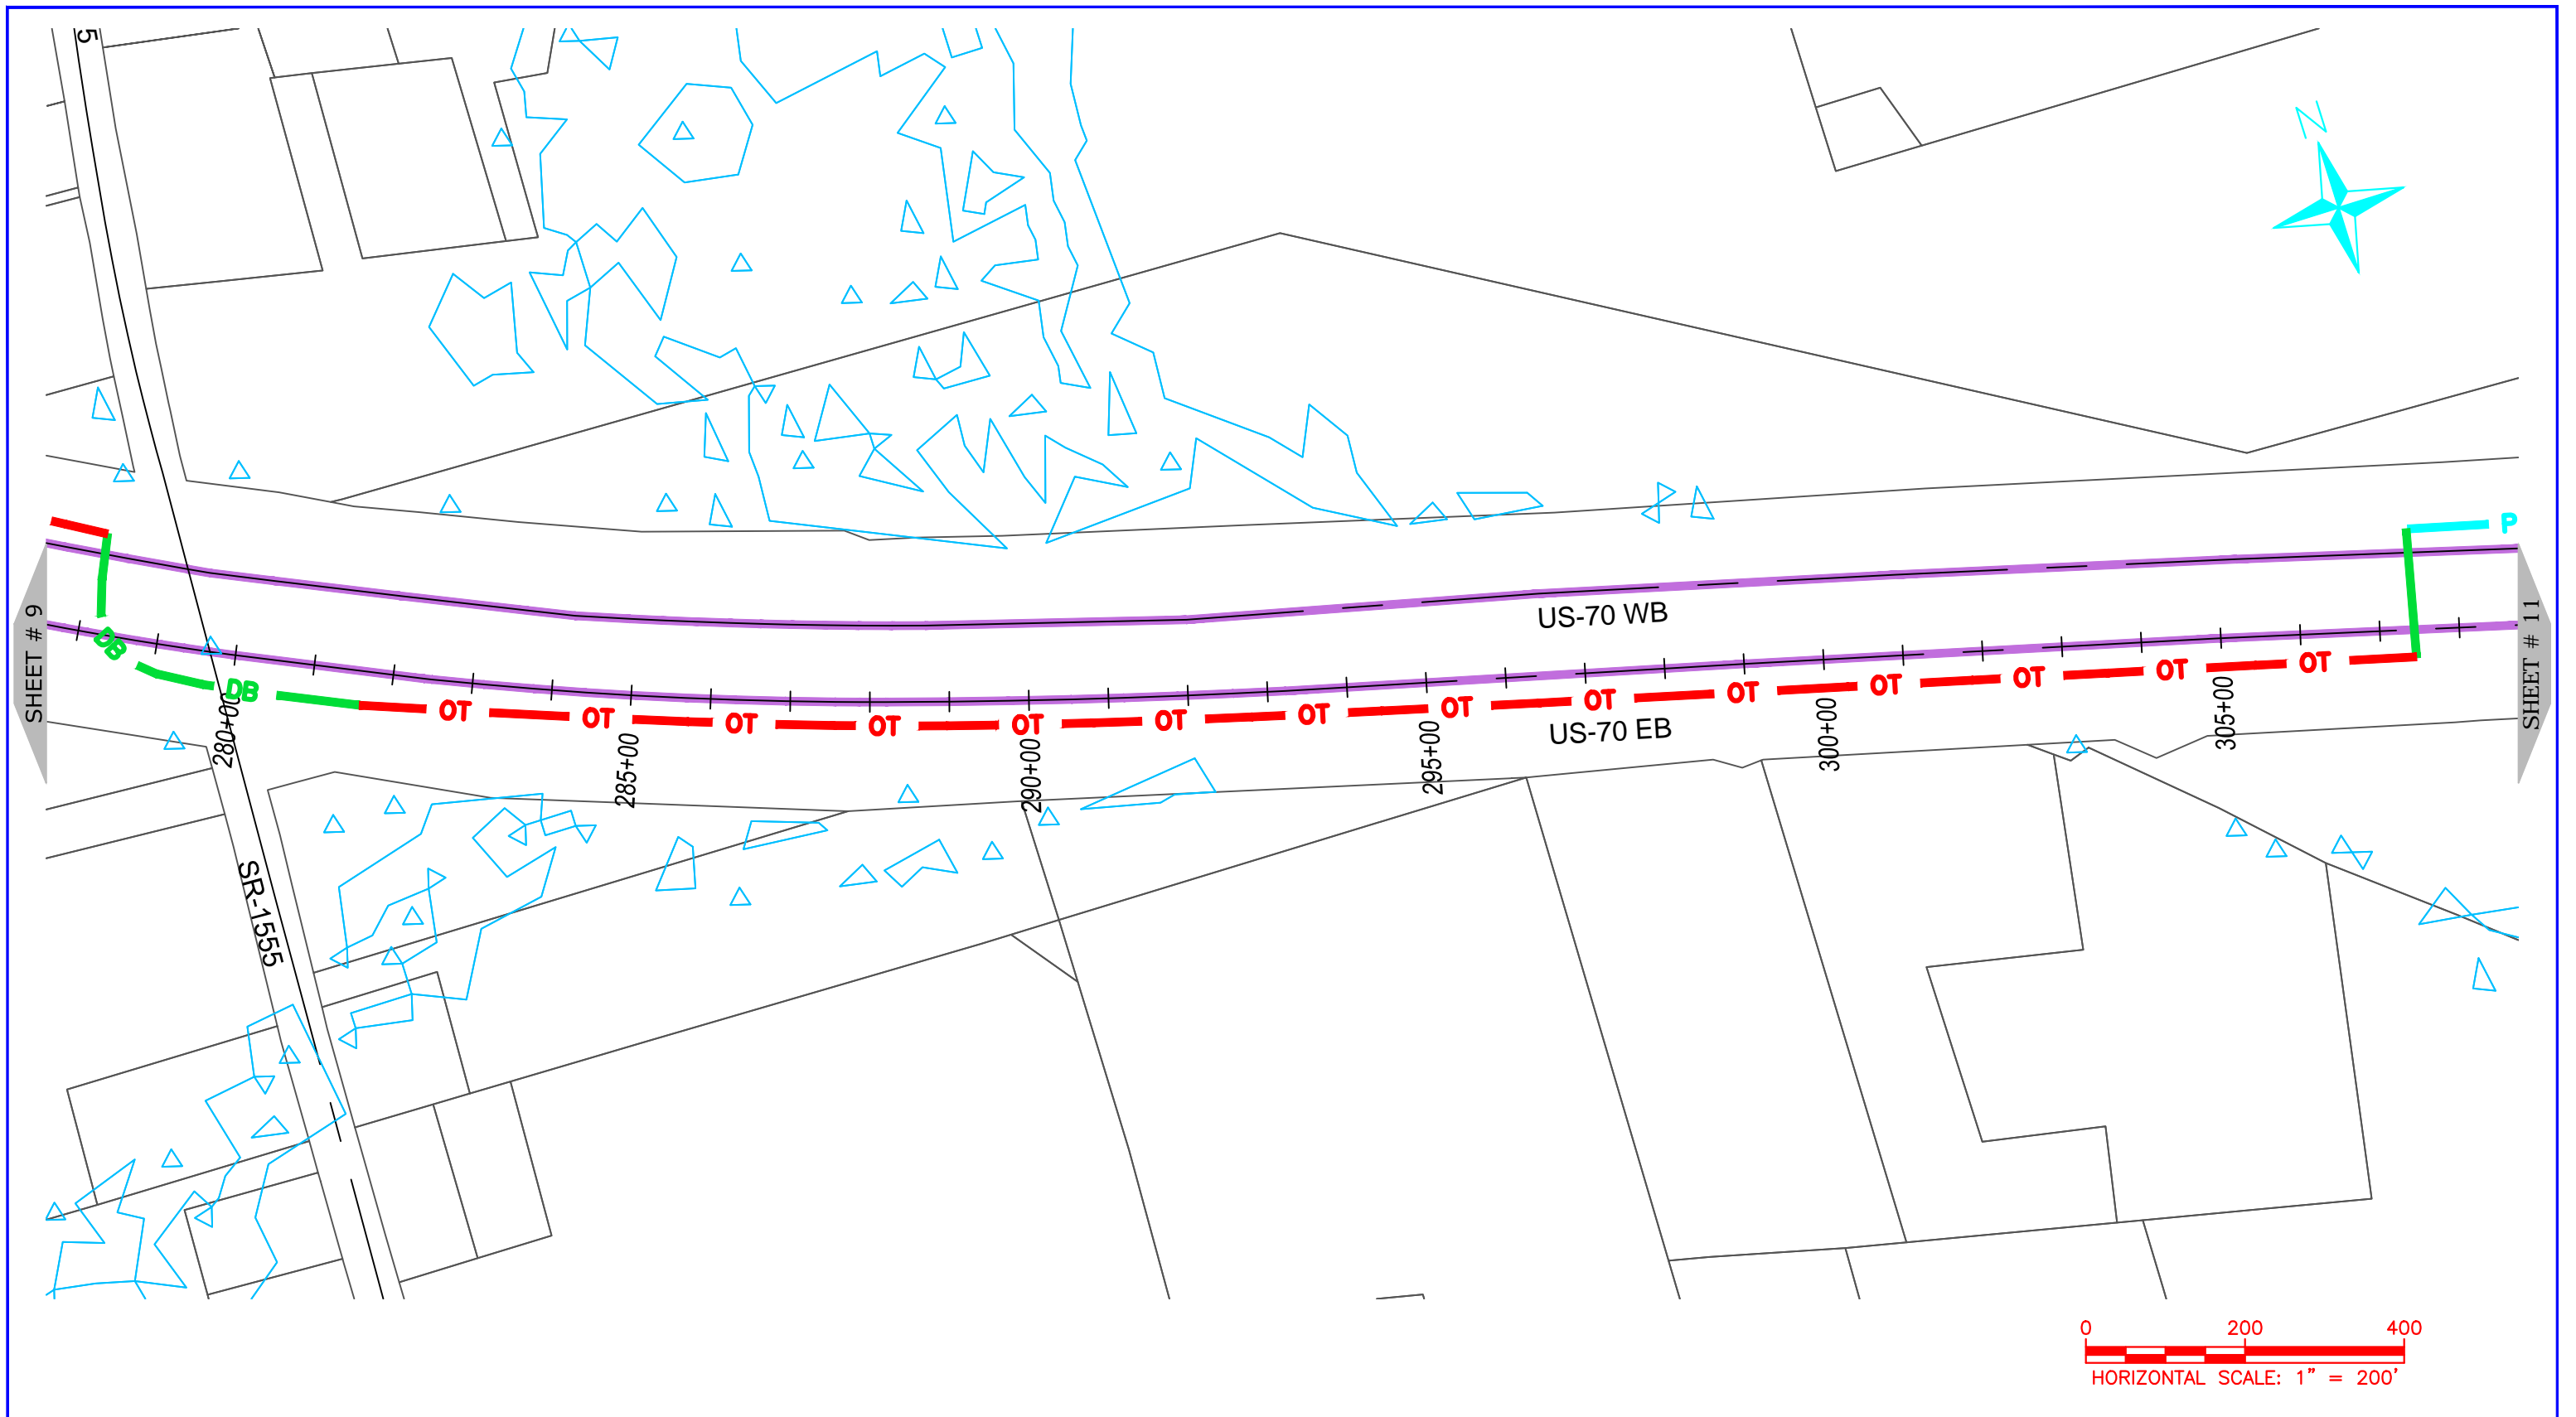 5
N
P
SHEET # 9
DB
DB
US-70 WB
SHEET # 11
OT OT OT OT OT OT OT OT OT OT OT OT OT OT
US-70 EB
280+00
285+00
290+00
295+00
300+00
305+00
SR-1555
0 200 400
HORIZONTAL SCALE: 1" = 200'